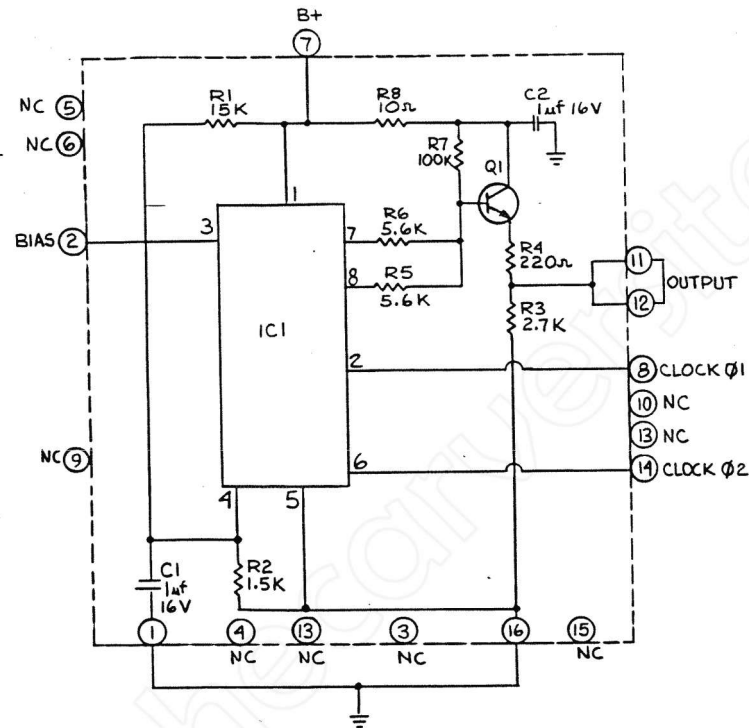 B+
7
NC 5
R1
15K
R8
10Ω
C2
1µf 16V
NC 6
R7
100K
Q1
1
BIAS 2
3
7
R6
5.6K
R4
220Ω
11
8
R5
5.6K
OUTPUT
12
R3
2.7K
IC1
2
8 CLOCK Ø1
10 NC
13 NC
NC 9
6
14 CLOCK Ø2
4
5
R2
1.5K
C1
1µf
16V
1
4
13
3
16
15
NC
NC
NC
NC
hecarversite